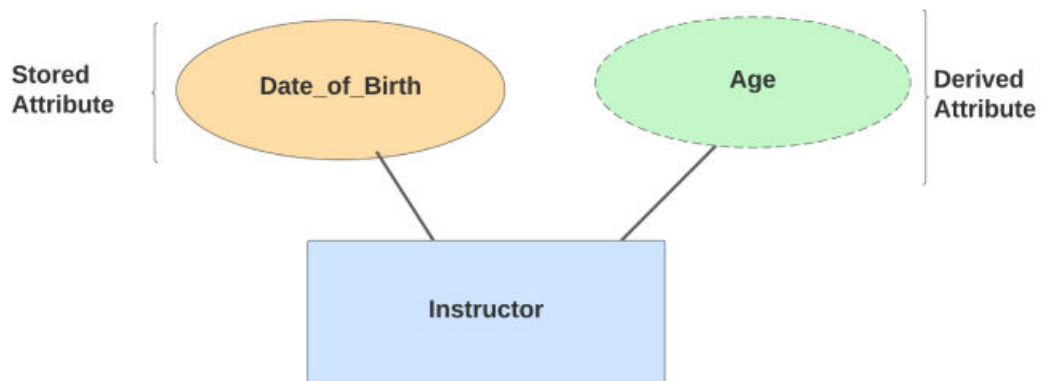 Stored
Attribute
Date_of_Birth
Age
Derived
Attribute
Instructor